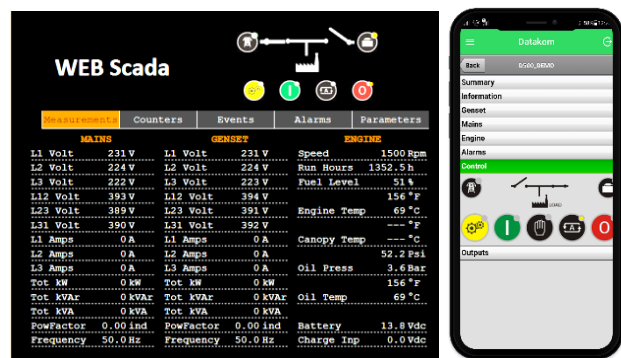 WEB Scada
Measurements Counters Events Alarms Parameters
MAINS GENSET ENGINE
L1 Volt 231 V L1 Volt 231 V Speed 1500 Rpm
L2 Volt 224 V L2 Volt 224 V Run Hours 1352.5 h
L3 Volt 222 V L3 Volt 223 V Fuel Level 51 %
L12 Volt 393 V L12 Volt 394 V 156 °F
L23 Volt 389 V L23 Volt 391 V Engine Temp 69 °C
L31 Volt 390 V L31 Volt 392 V --- °F
L1 Amps 0 A L1 Amps 0 A Canopy Temp --- °C
L2 Amps 0 A L2 Amps 0 A 52.2 Psi
L3 Amps 0 A L3 Amps 0 A Oil Press 3.6 Bar
Tot kW 0 kW Tot kW 0 kW 156 °F
Tot kVAr 0 kVAr Tot kVAr 0 kVAr Oil Temp 69 °C
Tot kVA 0 kVA Tot kVA 0 kVA
PowFactor 0.00 ind PowFactor 0.00 ind Battery 13.8 Vdc
Frequency 50.0 Hz Frequency 50.0 Hz Charge Inp 0.0 Vdc
Datakom
Back D500_DEMO
Summary
Information
Genset
Mains
Engine
Alarms
Control
LOAD
Outputs